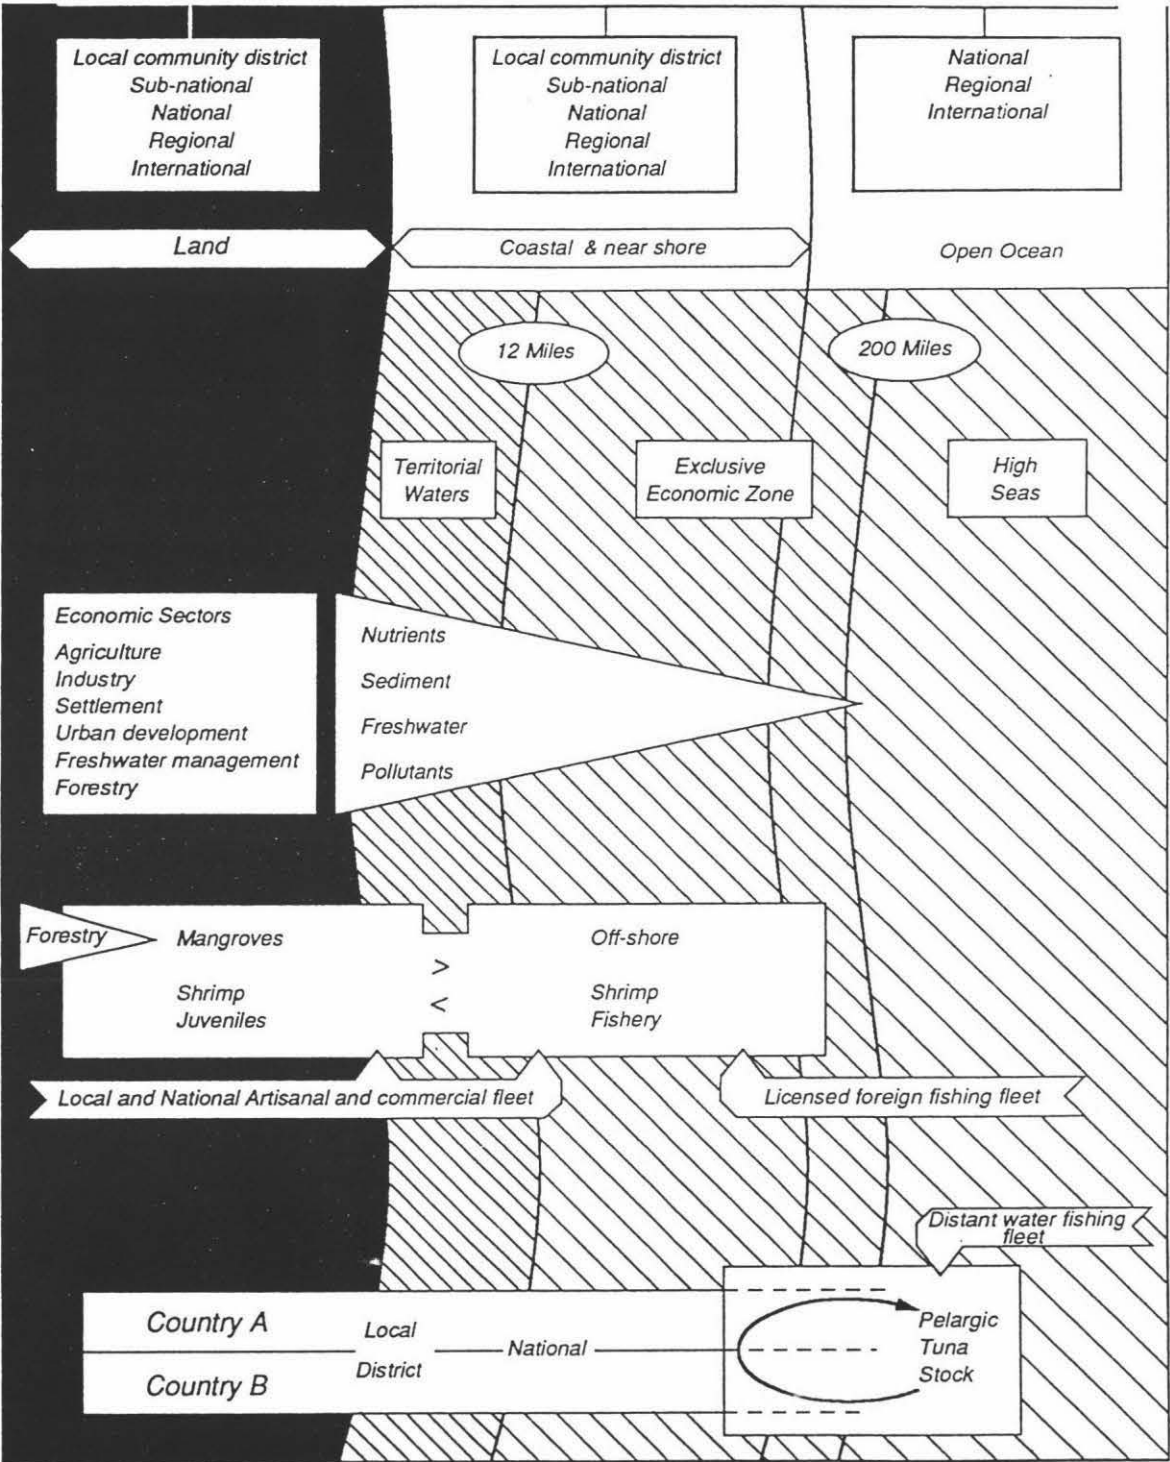 Local community district
Sub-national
National
Regional
International
Local community district
Sub-national
National
Regional
International
National
Regional
International
Land
Coastal & near shore
Open Ocean
12 Miles
200 Miles
Territorial
Waters
Exclusive
Economic Zone
High
Seas
Economic Sectors
Agriculture
Industry
Settlement
Urban development
Freshwater management
Forestry
Nutrients
Sediment
Freshwater
Pollutants
Forestry
Mangroves
Shrimp
Juveniles
>
<
Off-shore
Shrimp
Fishery
Local and National Artisanal and commercial fleet
Licensed foreign fishing fleet
Distant water fishing
fleet
Country A
Country B
Local
District
National
Pelargic
Tuna
Stock